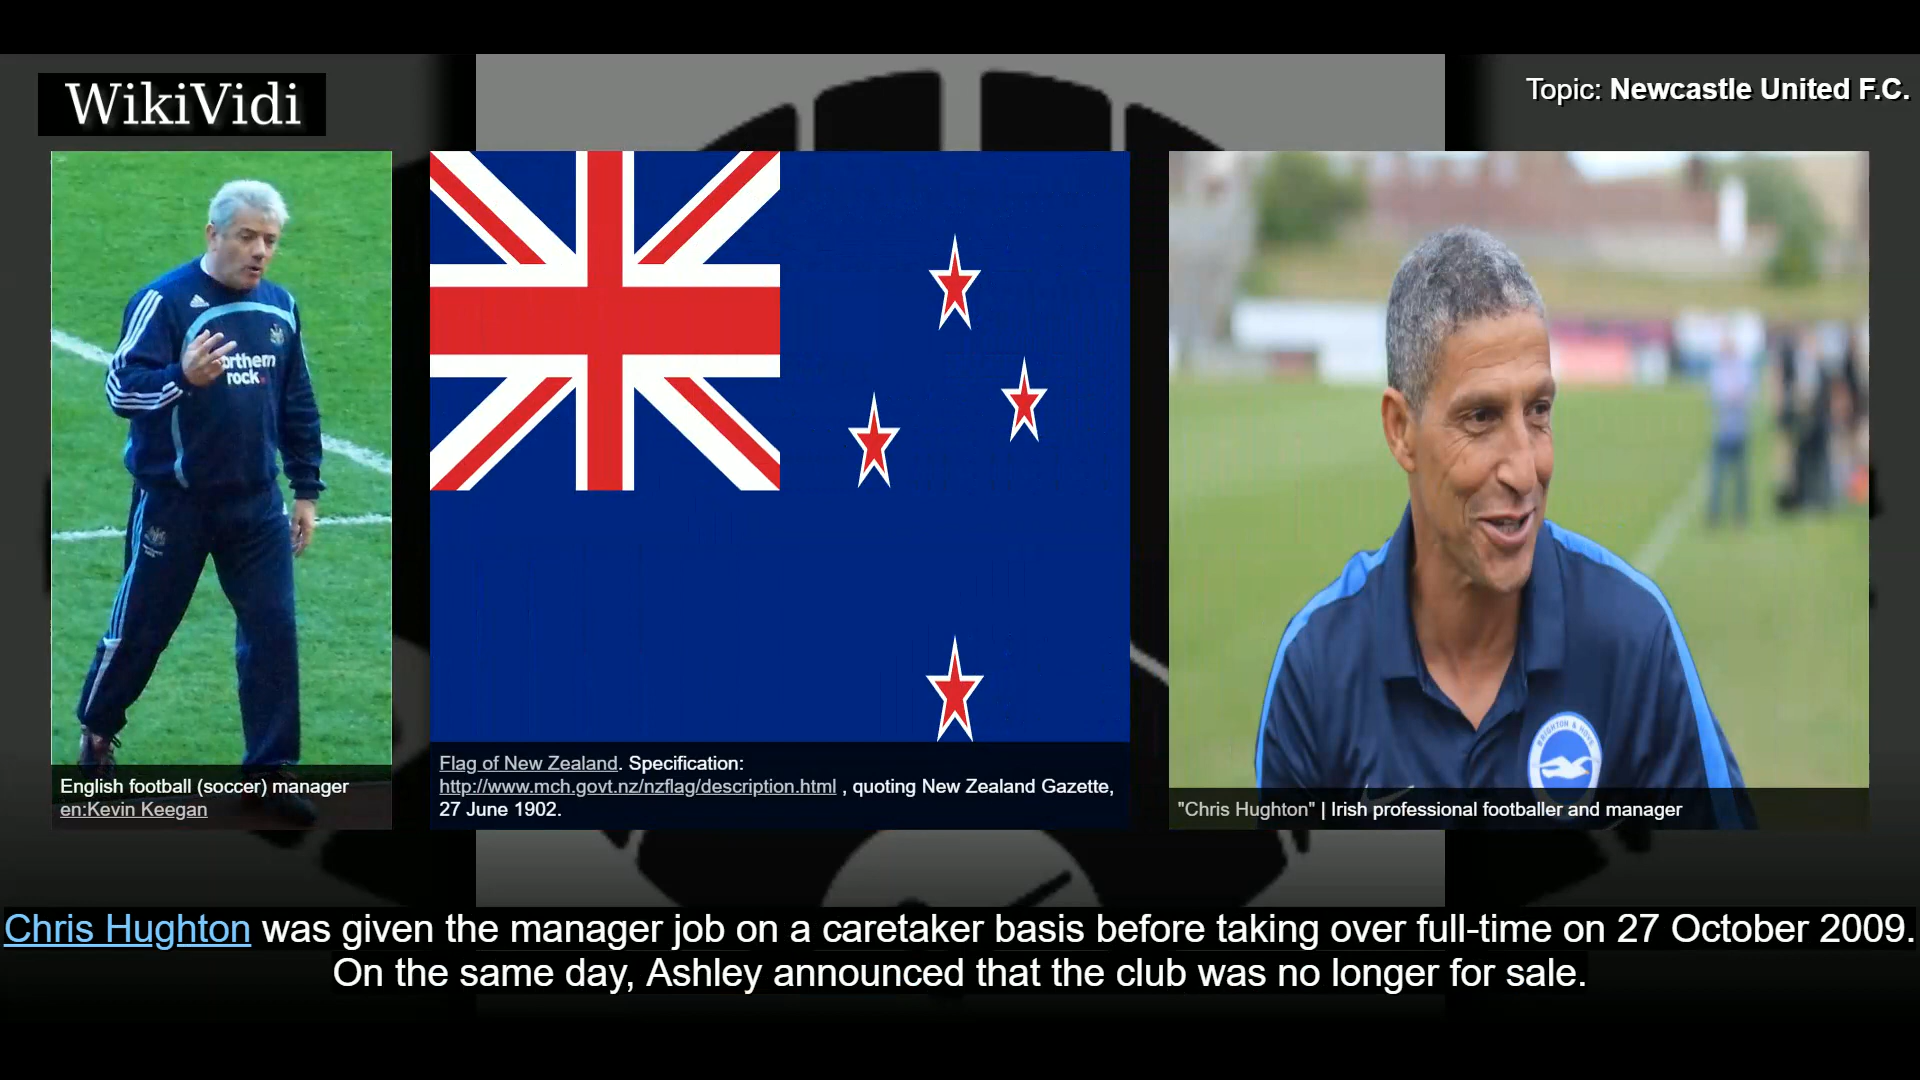 WikiVidi
Topic: Newcastle United F.C.
orthern
rock.
English football (soccer) manager
en:Kevin Keegan
Flag of New Zealand. Specification:
http://www.mch.govt.nz/nzflag/description.html , quoting New Zealand Gazette,
27 June 1902.
BRIGHTON & HOVE
"Chris Hughton" | Irish professional footballer and manager
Chris Hughton was given the manager job on a caretaker basis before taking over full-time on 27 October 2009.
On the same day, Ashley announced that the club was no longer for sale.